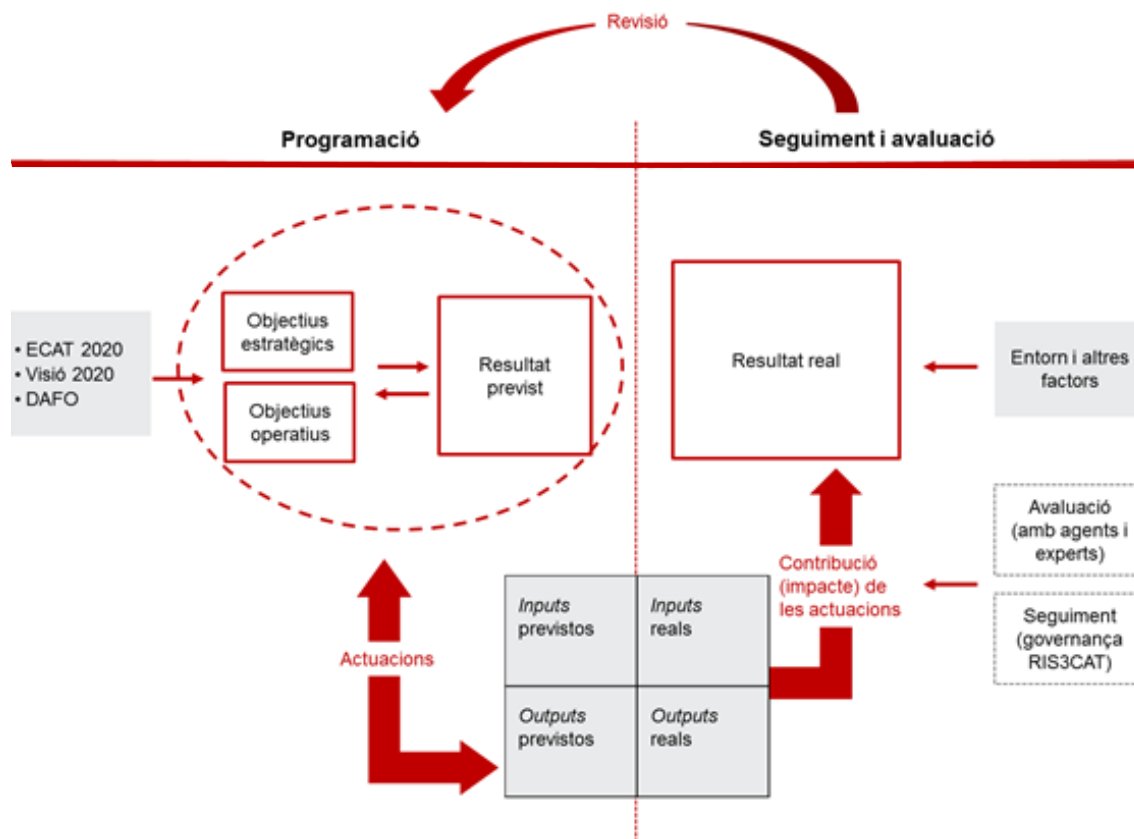 Revisió
Programació
Seguiment i avaluació
• ECAT 2020
• Visió 2020
• DAFO
Objectius
estratègics
Objectius
operatius
Resultat
previst
Resultat real
Entorn i altres
factors
Avaluació
(amb agents i
experts)
Seguiment
(governança
RIS3CAT)
Contribució
(impacte) de
les actuacions
Actuacions
Inputs
previstos
Inputs
reals
Outputs
previstos
Outputs
reals